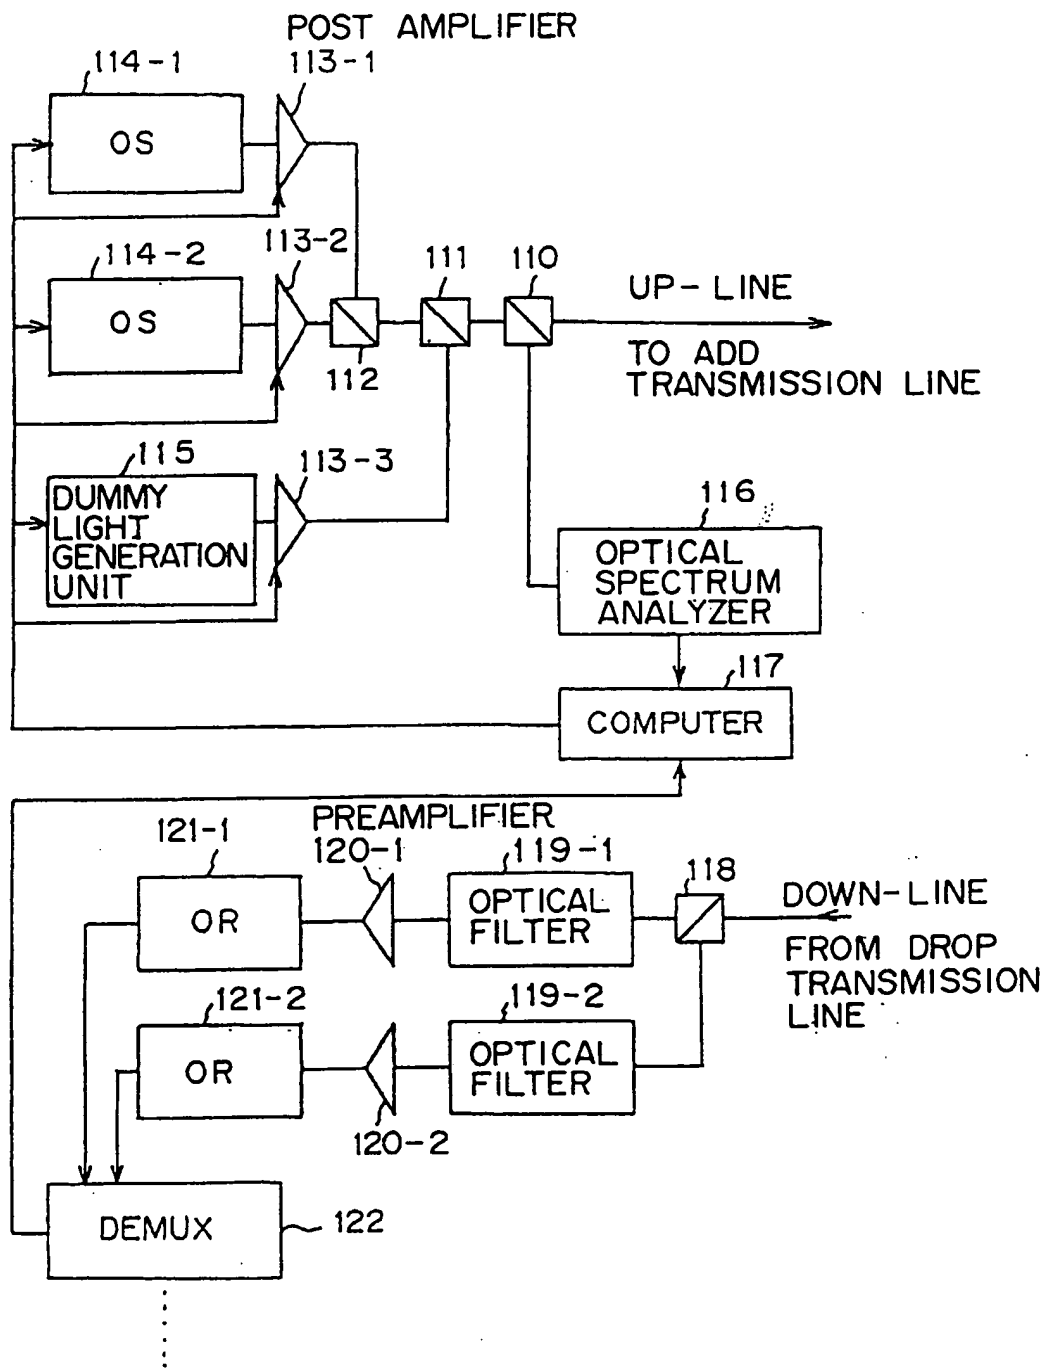 POST AMPLIFIER
114-1
113-1
OS
114-2
113-2
111
110
OS
UP-LINE
112
TO ADD
TRANSMISSION LINE
115
113-3
DUMMY
LIGHT
GENERATION
UNIT
116
OPTICAL
SPECTRUM
ANALYZER
117
COMPUTER
PREAMPLIFIER
121-1
120-1
119-1
118
OR
OPTICAL
FILTER
DOWN-LINE
FROM DROP
TRANSMISSION
LINE
121-2
119-2
OR
OPTICAL
FILTER
120-2
DEMUX
122